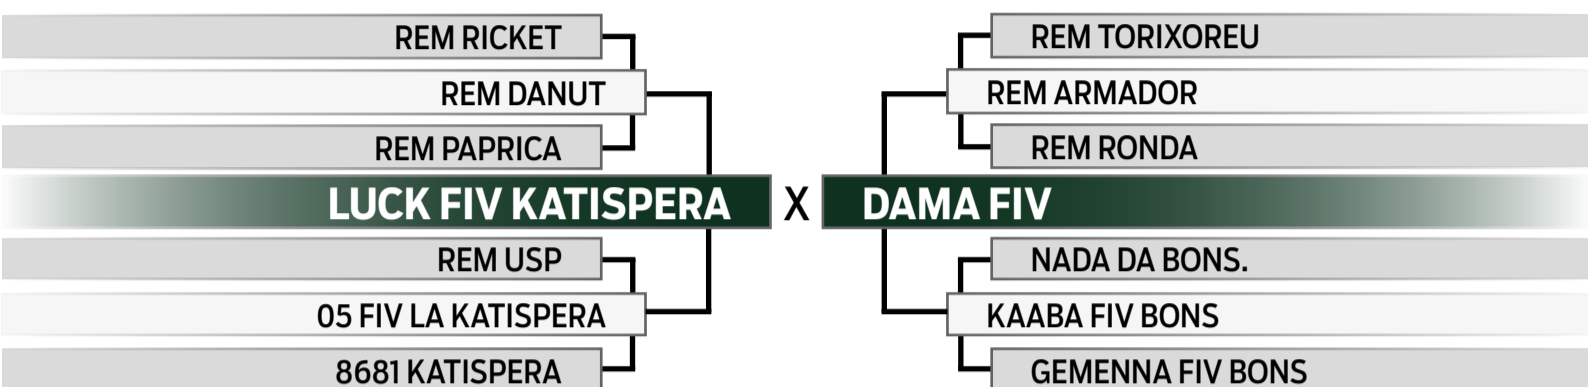 REM RICKET
REM DANUT
REM PAPRICA
LUCK FIV KATISPERA X DAMA FIV
REM USP
05 FIV LA KATISPERA
8681 KATISPERA
REM TORIXOREU
REM ARMADOR
REM RONDA
NADA DA BONS.
KAABA FIV BONS
GEMENNA FIV BONS